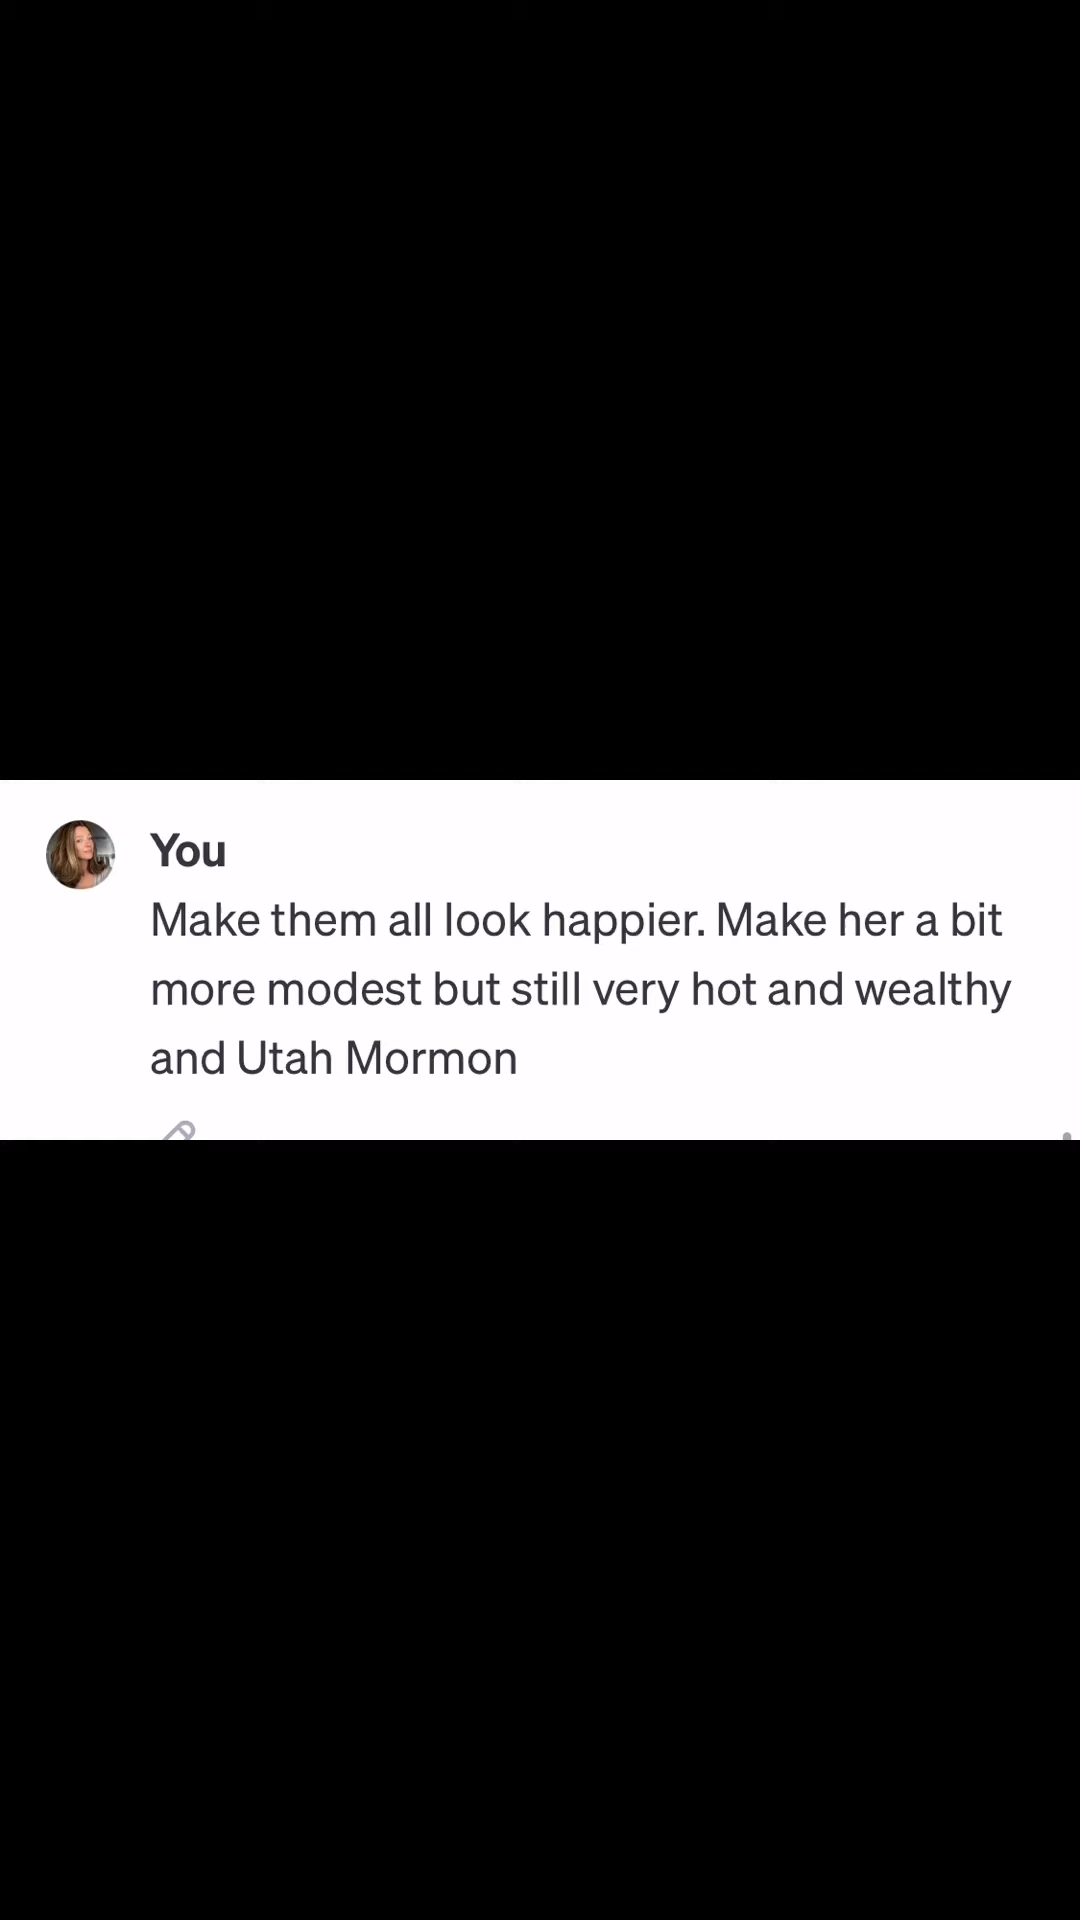 You
Make them all look happier. Make her a bit
more modest but still very hot and wealthy
and Utah Mormon